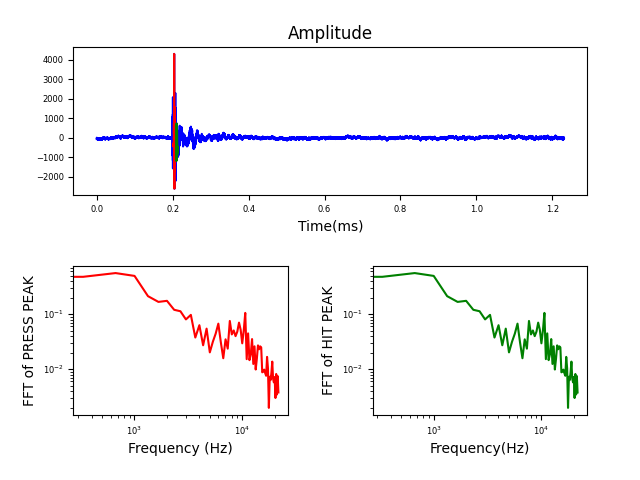 Amplitude
4000
3000
2000
1000
0
−1000
−2000
0.0 0.2 0.4 0.6 0.8 1.0 1.2
Time(ms)
FFT of PRESS PEAK
10⁻¹
10⁻²
10³ 10⁴
Frequency (Hz)
FFT of HIT PEAK
10⁻¹
10⁻²
10³ 10⁴
Frequency(Hz)